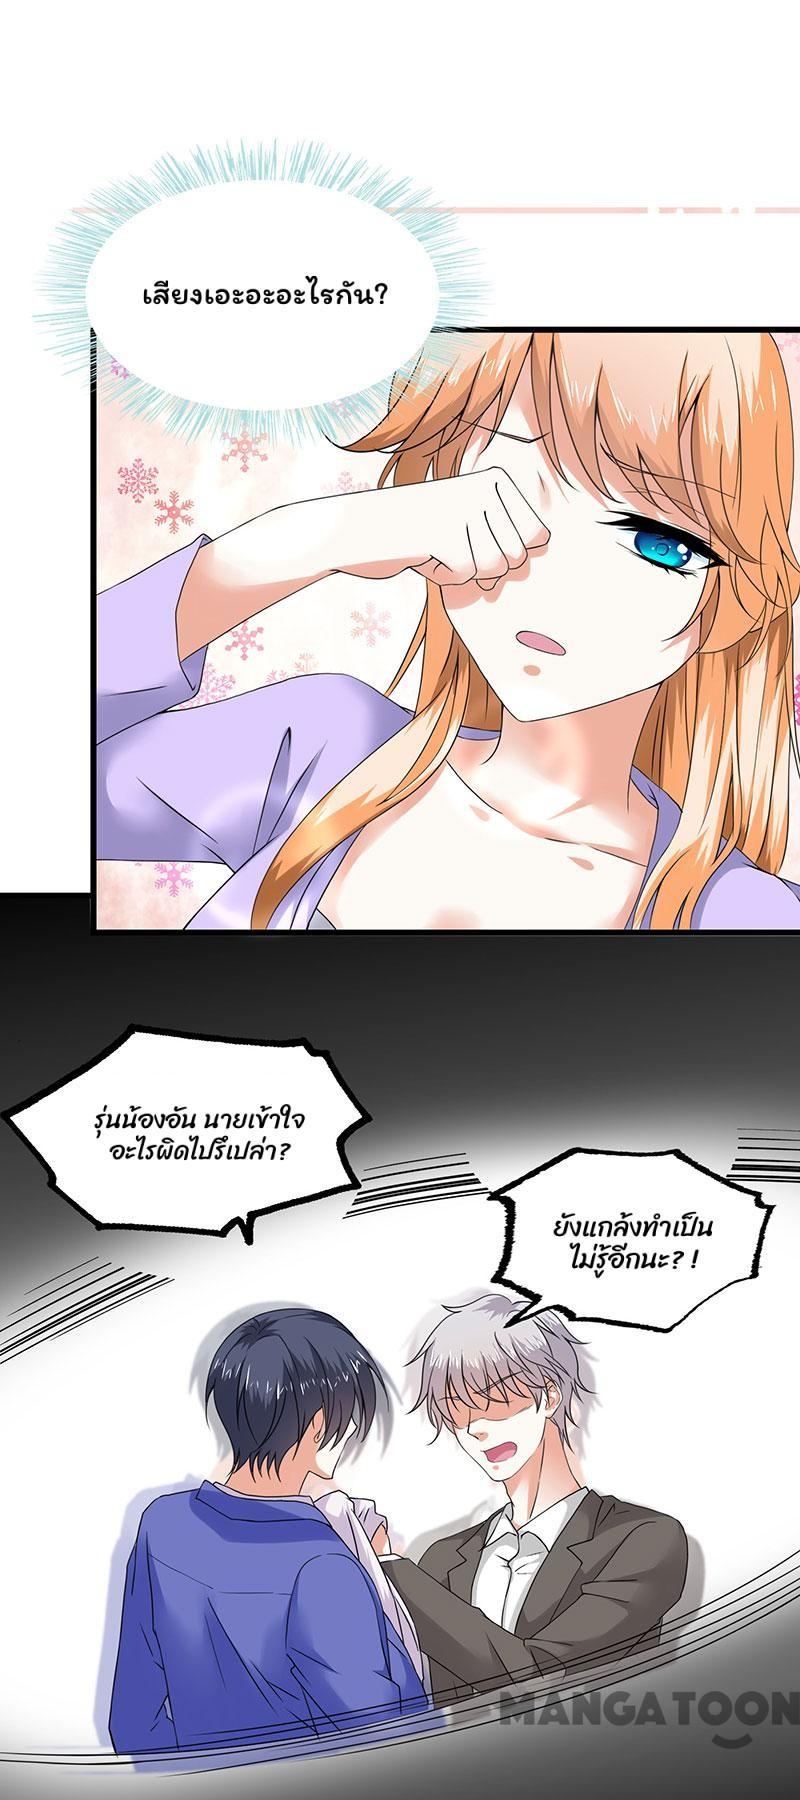 เสียงเอะอะอะไรกัน?
รุ่นน้องอัน นายเข้าใจ
อะไรผิดไปรึเปล่า?
ยังแกล้งทำเป็น
ไม่รู้อีกนะ?!
MANGATOON